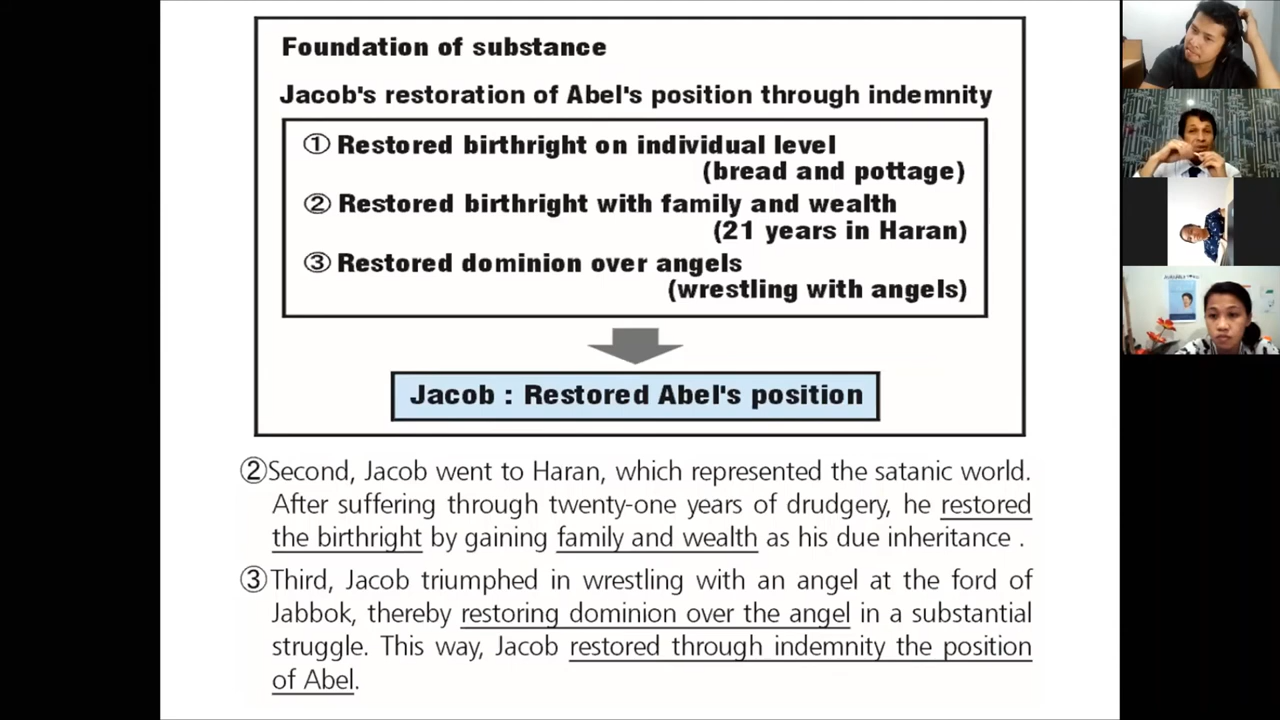 Foundation of substance
Jacob's restoration of Abel's position through indemnity
① Restored birthright on individual level
(bread and pottage)
② Restored birthright with family and wealth
(21 years in Haran)
③ Restored dominion over angels
(wrestling with angels)
Jacob : Restored Abel's position
②Second, Jacob went to Haran, which represented the satanic world.
After suffering through twenty-one years of drudgery, he restored
the birthright by gaining family and wealth as his due inheritance .
③Third, Jacob triumphed in wrestling with an angel at the ford of
Jabbok, thereby restoring dominion over the angel in a substantial
struggle. This way, Jacob restored through indemnity the position
of Abel.